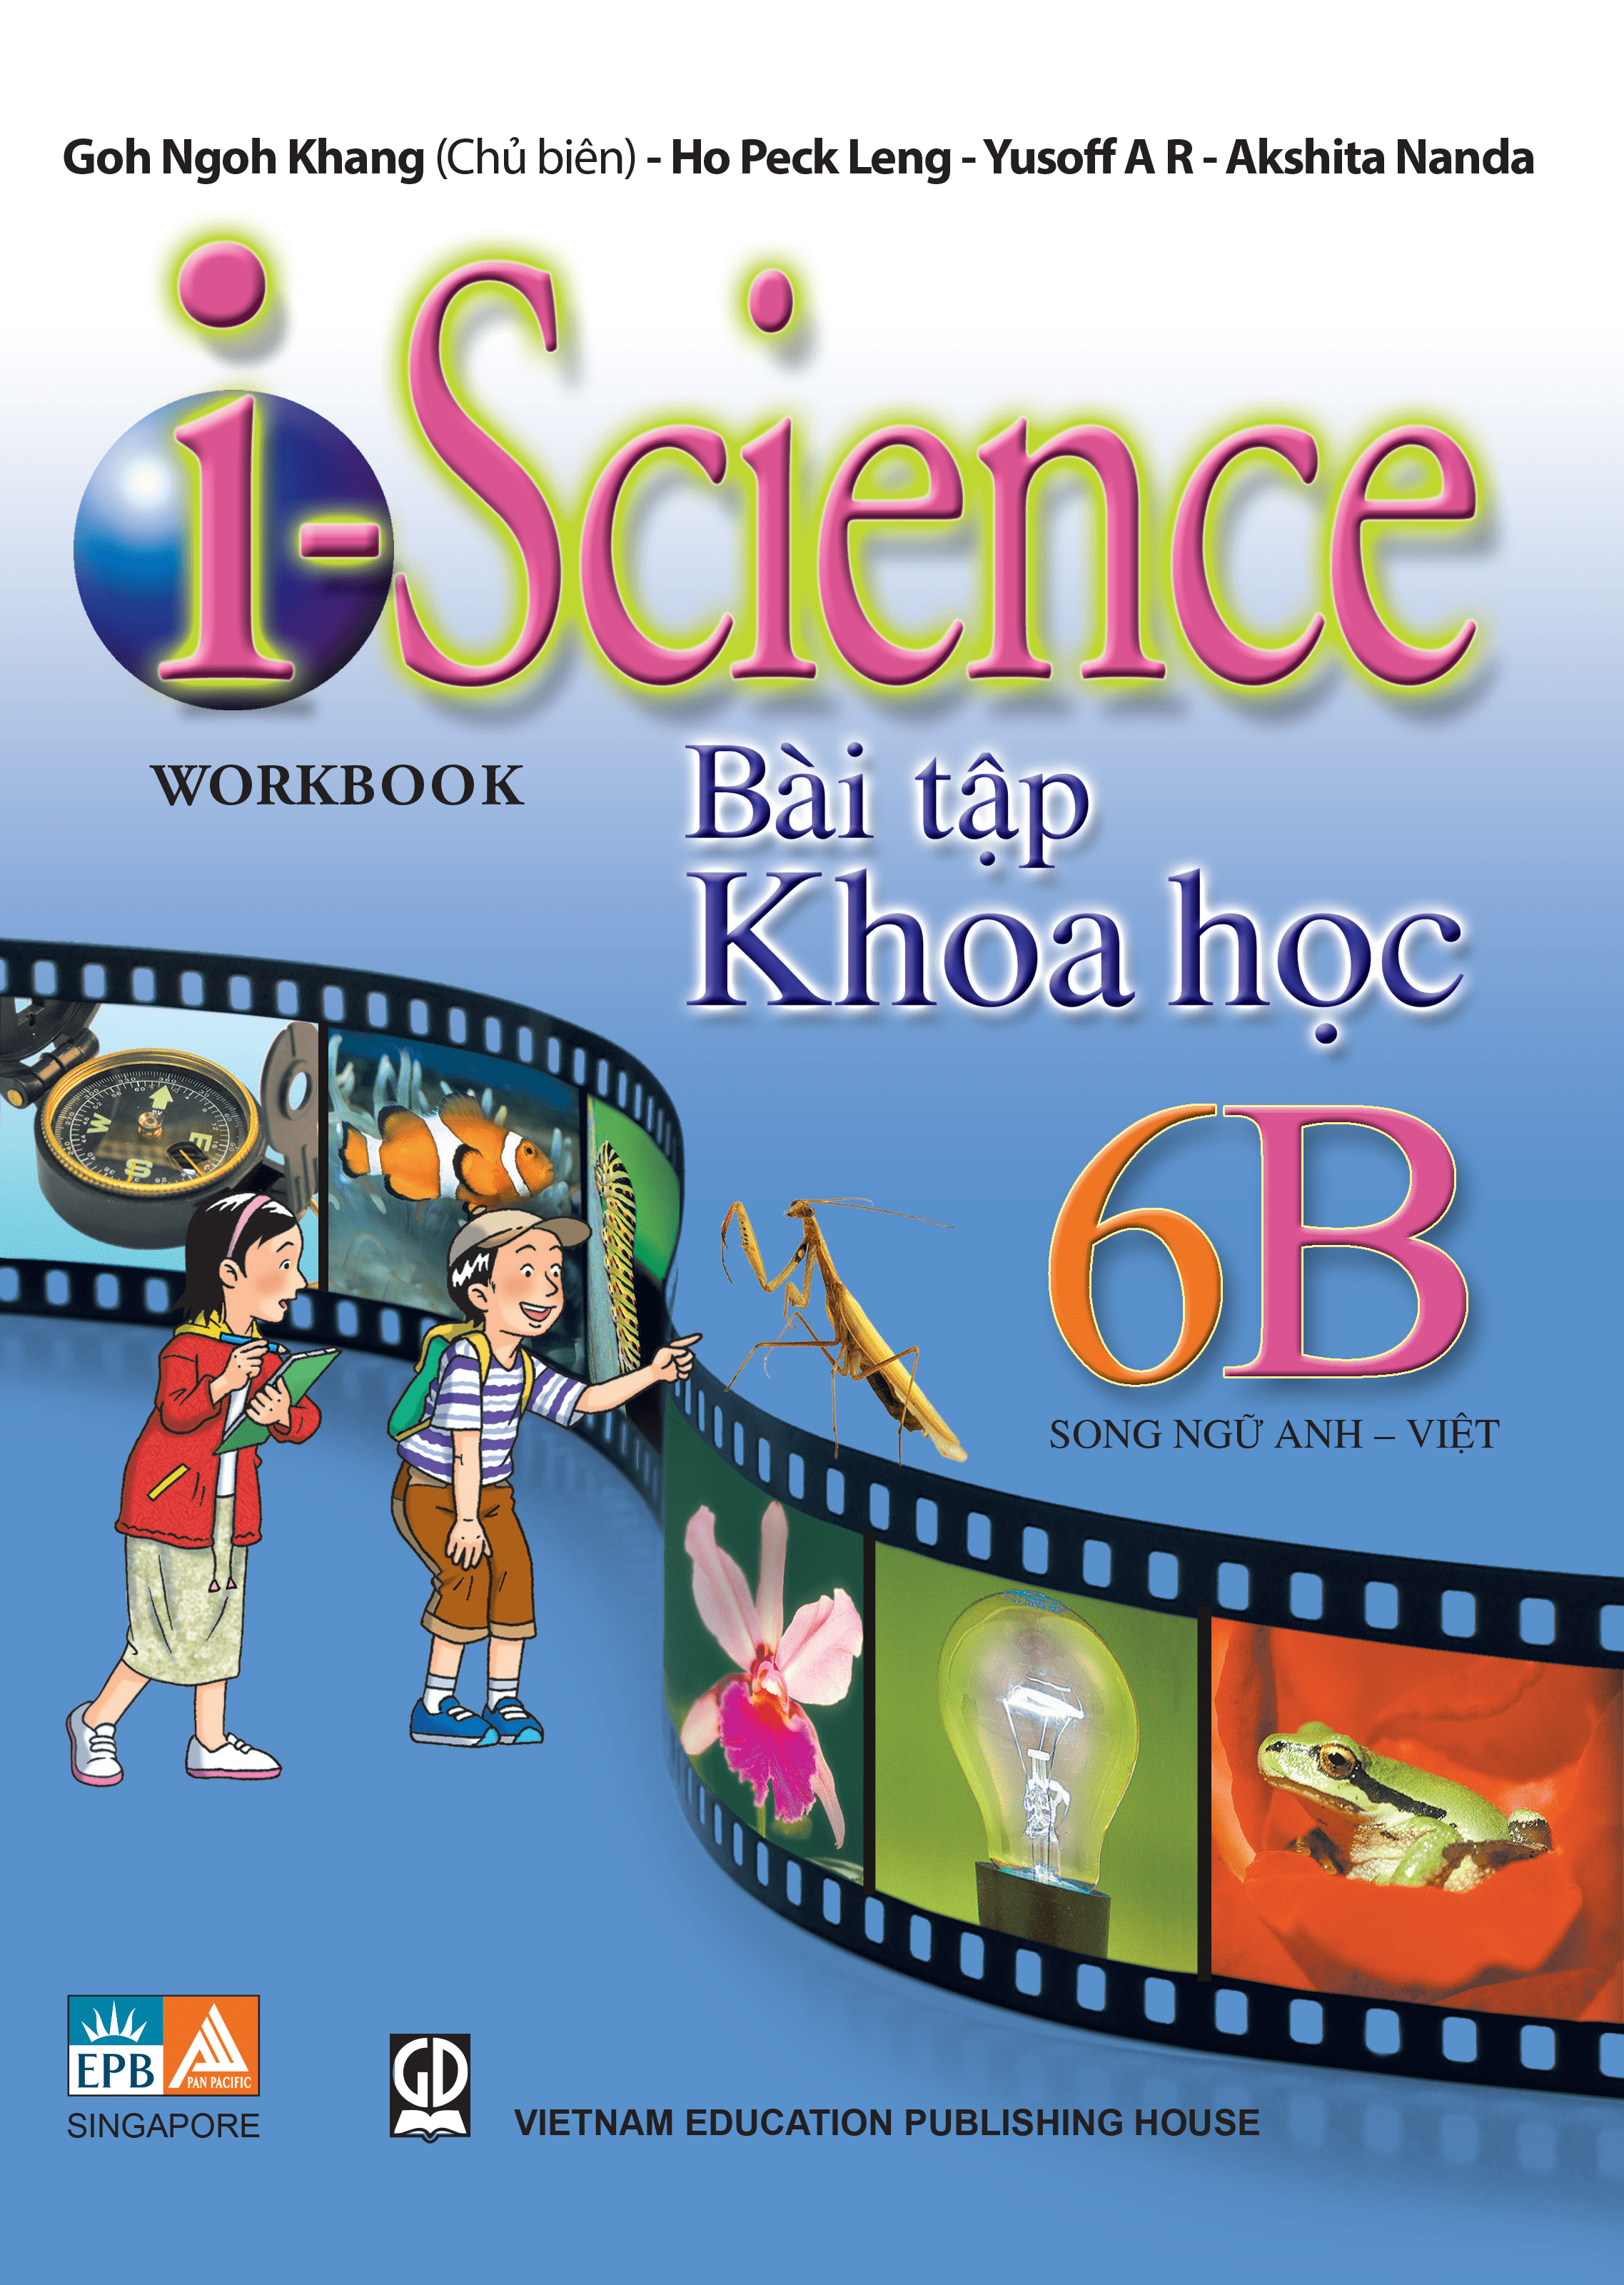 Goh Ngoh Khang (Chủ biên) - Ho Peck Leng - Yusoff A R - Akshita Nanda
i-Science
WORKBOOK
Bài tập
Khoa học
6B
SONG NGỮ ANH – VIỆT
W
E
S
EPB
PAN PACIFIC
SINGAPORE
GD
VIETNAM EDUCATION PUBLISHING HOUSE